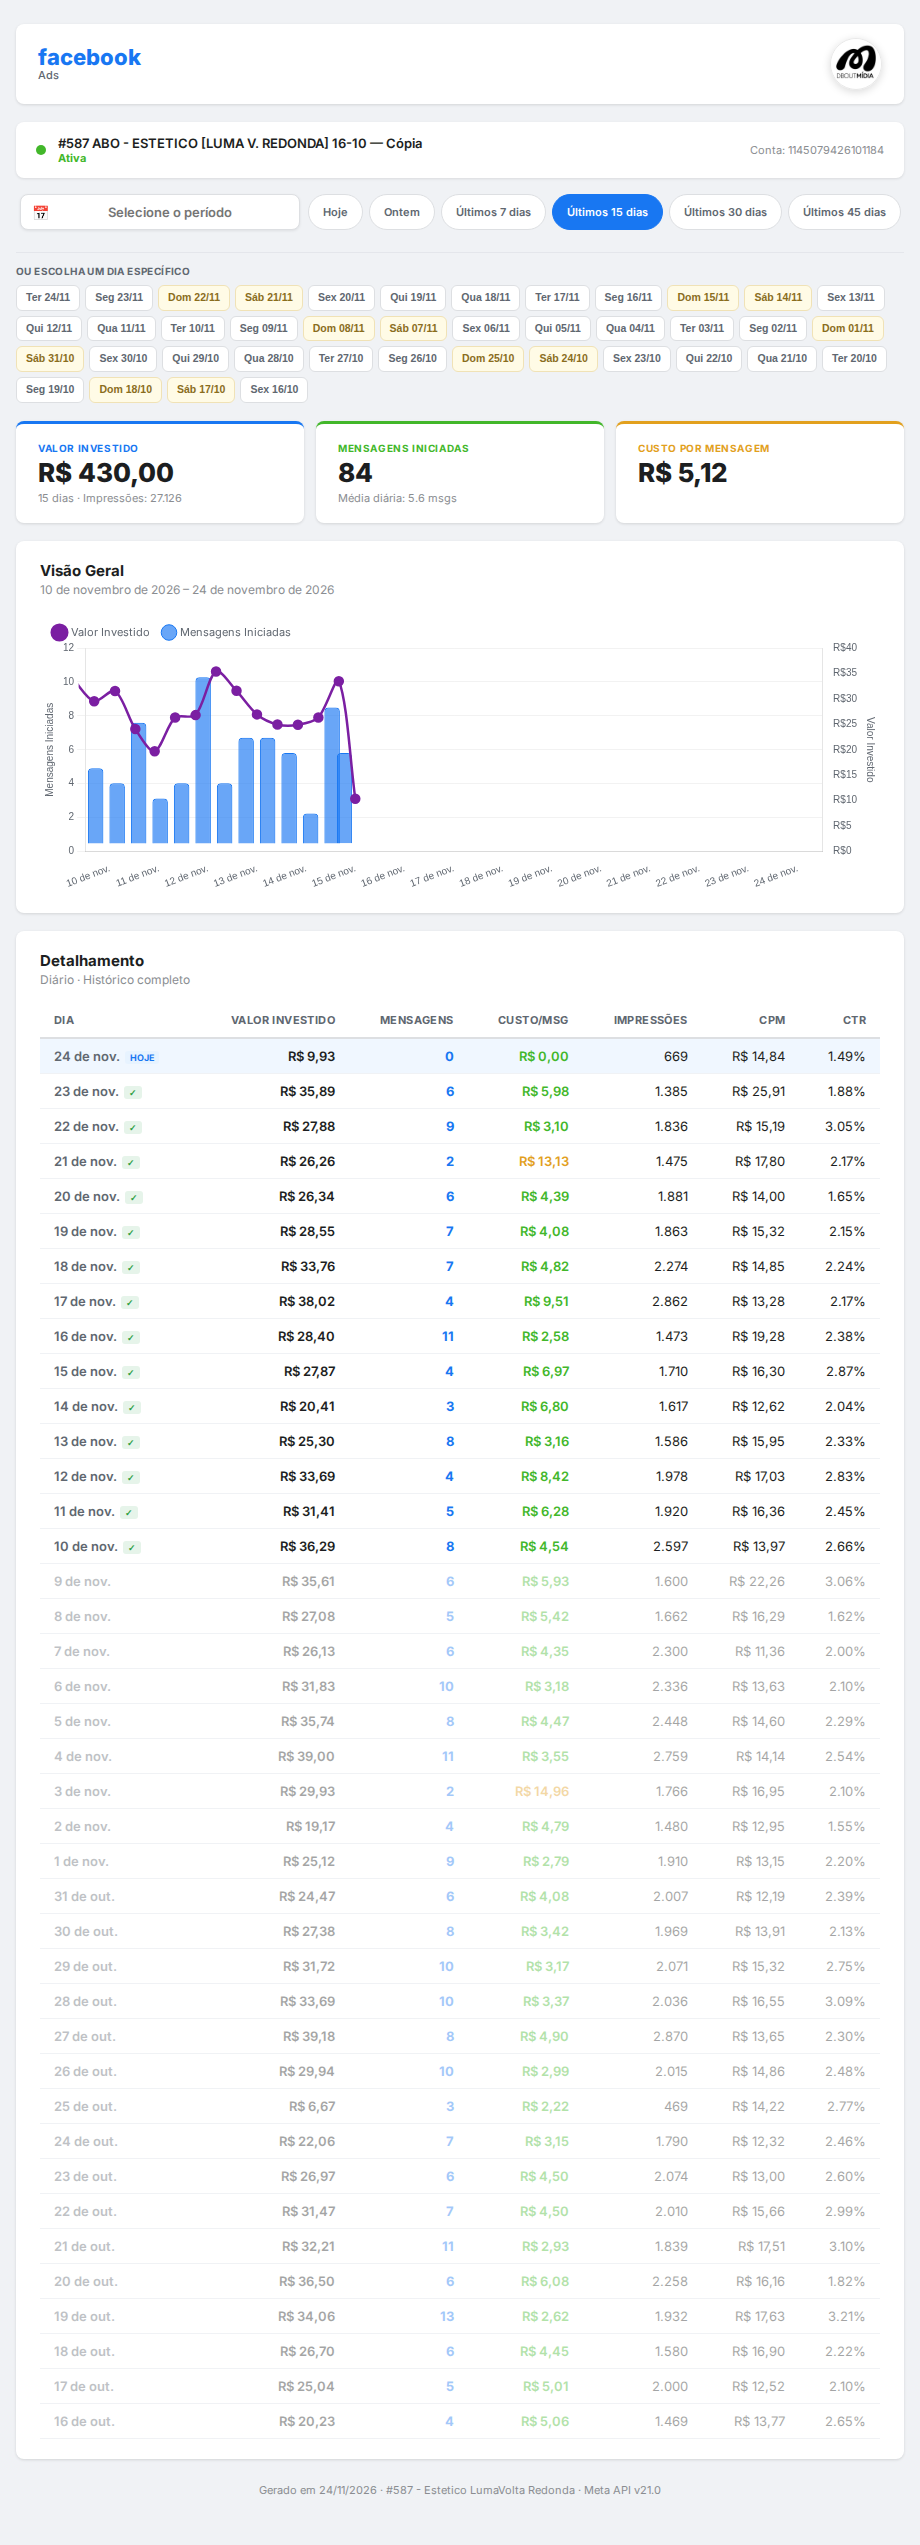 facebook
Ads
DBOUTMÍDIA
#587 ABO - ESTETICO [LUMA V. REDONDA] 16-10 — Cópia
Ativa
Conta: 1145079426101184
Selecione o período
Hoje
Ontem
Últimos 7 dias
Últimos 15 dias
Últimos 30 dias
Últimos 45 dias
OU ESCOLHA UM DIA ESPECÍFICO
Ter 24/11 Seg 23/11 Dom 22/11 Sáb 21/11 Sex 20/11 Qui 19/11 Qua 18/11 Ter 17/11 Seg 16/11 Dom 15/11 Sáb 14/11 Sex 13/11
Qui 12/11 Qua 11/11 Ter 10/11 Seg 09/11 Dom 08/11 Sáb 07/11 Sex 06/11 Qui 05/11 Qua 04/11 Ter 03/11 Seg 02/11 Dom 01/11
Sáb 31/10 Sex 30/10 Qui 29/10 Qua 28/10 Ter 27/10 Seg 26/10 Dom 25/10 Sáb 24/10 Sex 23/10 Qui 22/10 Qua 21/10 Ter 20/10
Seg 19/10 Dom 18/10 Sáb 17/10 Sex 16/10
VALOR INVESTIDO
R$ 430,00
15 dias · Impressões: 27.126
MENSAGENS INICIADAS
84
Média diária: 5.6 msgs
CUSTO POR MENSAGEM
R$ 5,12
Visão Geral
10 de novembro de 2026 – 24 de novembro de 2026
Valor Investido Mensagens Iniciadas
Mensagens Iniciadas
12
10
8
6
4
2
0
R$40
R$35
R$30
R$25
R$20
R$15
R$10
R$5
R$0
Valor Investido
10 de nov. 11 de nov. 12 de nov. 13 de nov. 14 de nov. 15 de nov. 16 de nov. 17 de nov. 18 de nov. 19 de nov. 20 de nov. 21 de nov. 22 de nov. 23 de nov. 24 de nov.
Detalhamento
Diário · Histórico completo
DIA VALOR INVESTIDO MENSAGENS CUSTO/MSG IMPRESSÕES CPM CTR
24 de nov. HOJE R$ 9,93 0 R$ 0,00 669 R$ 14,84 1.49%
23 de nov. ✓ R$ 35,89 6 R$ 5,98 1.385 R$ 25,91 1.88%
22 de nov. ✓ R$ 27,88 9 R$ 3,10 1.836 R$ 15,19 3.05%
21 de nov. ✓ R$ 26,26 2 R$ 13,13 1.475 R$ 17,80 2.17%
20 de nov. ✓ R$ 26,34 6 R$ 4,39 1.881 R$ 14,00 1.65%
19 de nov. ✓ R$ 28,55 7 R$ 4,08 1.863 R$ 15,32 2.15%
18 de nov. ✓ R$ 33,76 7 R$ 4,82 2.274 R$ 14,85 2.24%
17 de nov. ✓ R$ 38,02 4 R$ 9,51 2.862 R$ 13,28 2.17%
16 de nov. ✓ R$ 28,40 11 R$ 2,58 1.473 R$ 19,28 2.38%
15 de nov. ✓ R$ 27,87 4 R$ 6,97 1.710 R$ 16,30 2.87%
14 de nov. ✓ R$ 20,41 3 R$ 6,80 1.617 R$ 12,62 2.04%
13 de nov. ✓ R$ 25,30 8 R$ 3,16 1.586 R$ 15,95 2.33%
12 de nov. ✓ R$ 33,69 4 R$ 8,42 1.978 R$ 17,03 2.83%
11 de nov. ✓ R$ 31,41 5 R$ 6,28 1.920 R$ 16,36 2.45%
10 de nov. ✓ R$ 36,29 8 R$ 4,54 2.597 R$ 13,97 2.66%
9 de nov. R$ 35,61 6 R$ 5,93 1.600 R$ 22,26 3.06%
8 de nov. R$ 27,08 5 R$ 5,42 1.662 R$ 16,29 1.62%
7 de nov. R$ 26,13 6 R$ 4,35 2.300 R$ 11,36 2.00%
6 de nov. R$ 31,83 10 R$ 3,18 2.336 R$ 13,63 2.10%
5 de nov. R$ 35,74 8 R$ 4,47 2.448 R$ 14,60 2.29%
4 de nov. R$ 39,00 11 R$ 3,55 2.759 R$ 14,14 2.54%
3 de nov. R$ 29,93 2 R$ 14,96 1.766 R$ 16,95 2.10%
2 de nov. R$ 19,17 4 R$ 4,79 1.480 R$ 12,95 1.55%
1 de nov. R$ 25,12 9 R$ 2,79 1.910 R$ 13,15 2.20%
31 de out. R$ 24,47 6 R$ 4,08 2.007 R$ 12,19 2.39%
30 de out. R$ 27,38 8 R$ 3,42 1.969 R$ 13,91 2.13%
29 de out. R$ 31,72 10 R$ 3,17 2.071 R$ 15,32 2.75%
28 de out. R$ 33,69 10 R$ 3,37 2.036 R$ 16,55 3.09%
27 de out. R$ 39,18 8 R$ 4,90 2.870 R$ 13,65 2.30%
26 de out. R$ 29,94 10 R$ 2,99 2.015 R$ 14,86 2.48%
25 de out. R$ 6,67 3 R$ 2,22 469 R$ 14,22 2.77%
24 de out. R$ 22,06 7 R$ 3,15 1.790 R$ 12,32 2.46%
23 de out. R$ 26,97 6 R$ 4,50 2.074 R$ 13,00 2.60%
22 de out. R$ 31,47 7 R$ 4,50 2.010 R$ 15,66 2.99%
21 de out. R$ 32,21 11 R$ 2,93 1.839 R$ 17,51 3.10%
20 de out. R$ 36,50 6 R$ 6,08 2.258 R$ 16,16 1.82%
19 de out. R$ 34,06 13 R$ 2,62 1.932 R$ 17,63 3.21%
18 de out. R$ 26,70 6 R$ 4,45 1.580 R$ 16,90 2.22%
17 de out. R$ 25,04 5 R$ 5,01 2.000 R$ 12,52 2.10%
16 de out. R$ 20,23 4 R$ 5,06 1.469 R$ 13,77 2.65%
Gerado em 24/11/2026 · #587 - Estetico LumaVolta Redonda · Meta API v21.0